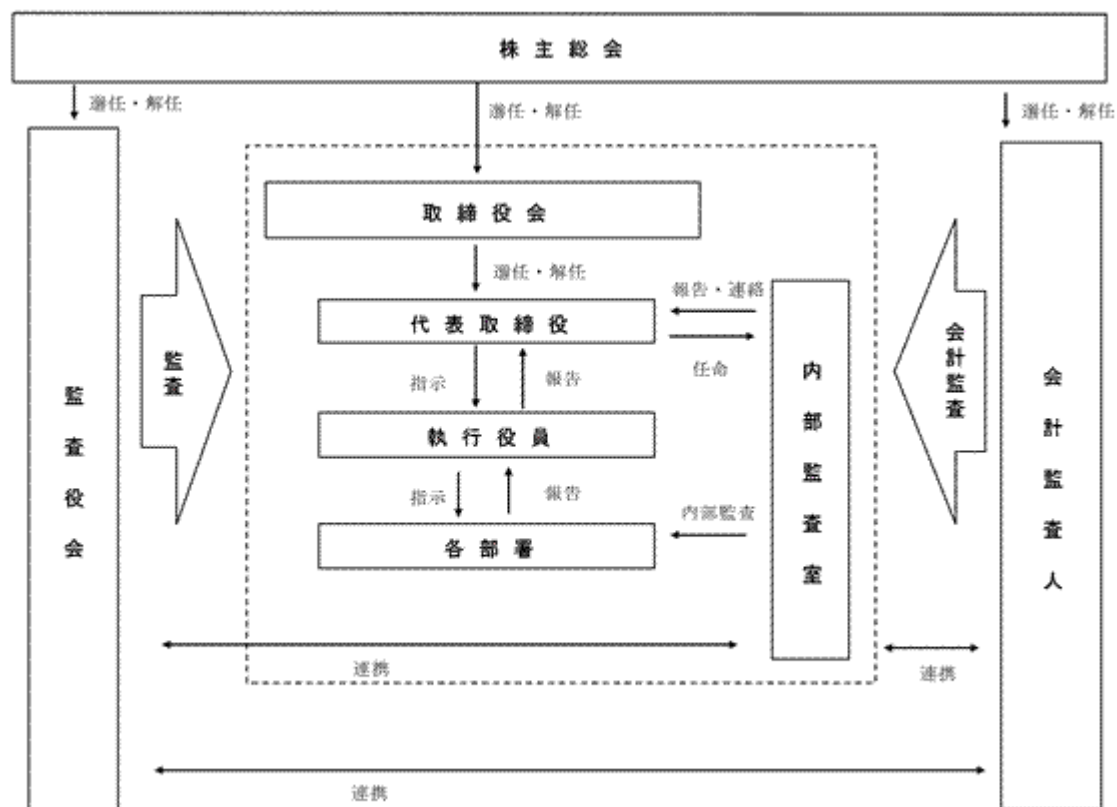 株主総会
選任・解任
選任・解任
選任・解任
取締役会
選任・解任
報告・連絡
代表取締役
任命
監査
会計監査
指示
報告
内部監査室
監査役会
会計監査人
執行役員
指示
報告
内部監査
各部署
連携
連携
連携